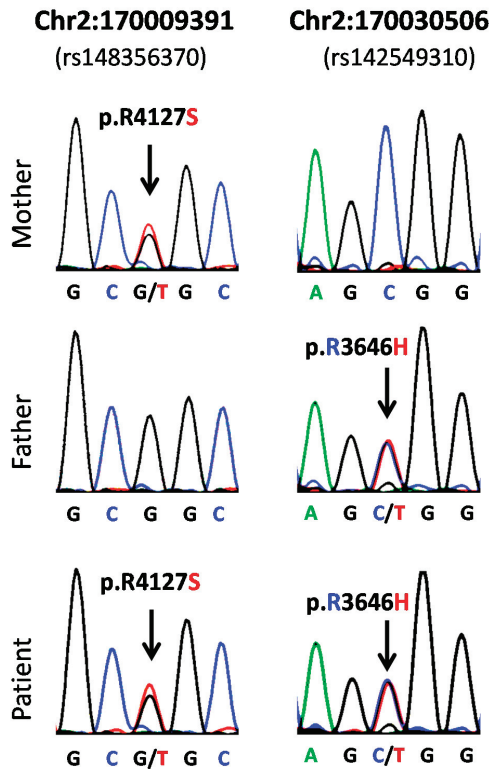 Chr2:170009391 Chr2:170030506
(rs148356370) (rs142549310)
Mother
p.R4127S
G C G/T G C
A G C G G
Father
p.R3646H
G C G G C
A G C/T G G
Patient
p.R4127S
p.R3646H
G C G/T G C
A G C/T G G